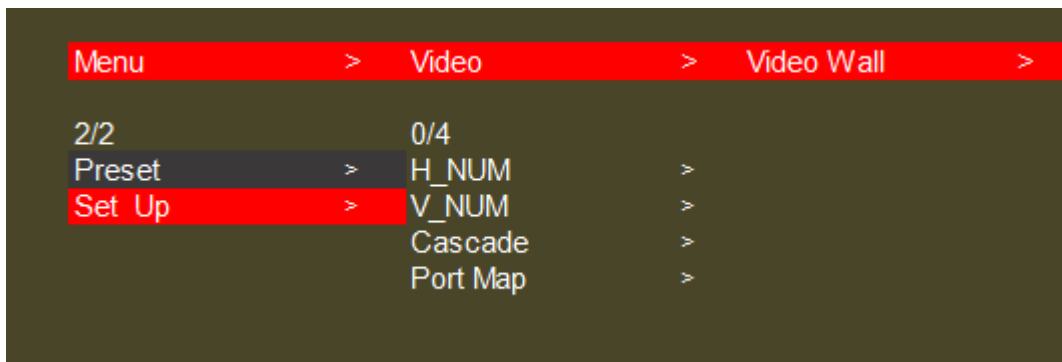 Menu > Video > Video Wall >
2/2 0/4
Preset > H_NUM >
Set Up > V_NUM >
Cascade >
Port Map >